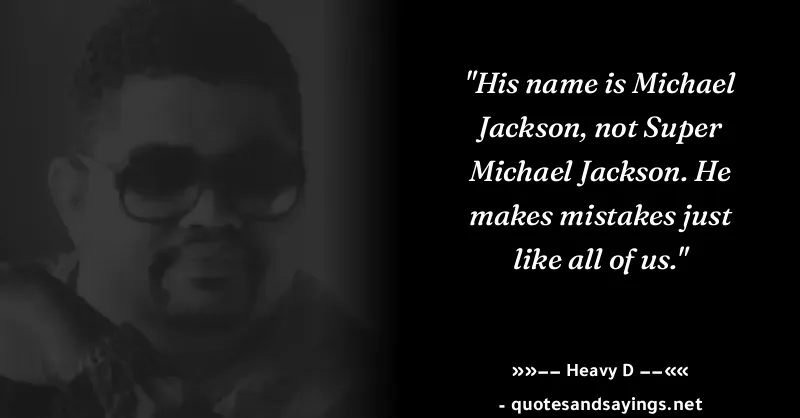 "His name is Michael
Jackson, not Super
Michael Jackson. He
makes mistakes just
like all of us."
»»−− Heavy D −−««
- quotesandsayings.net